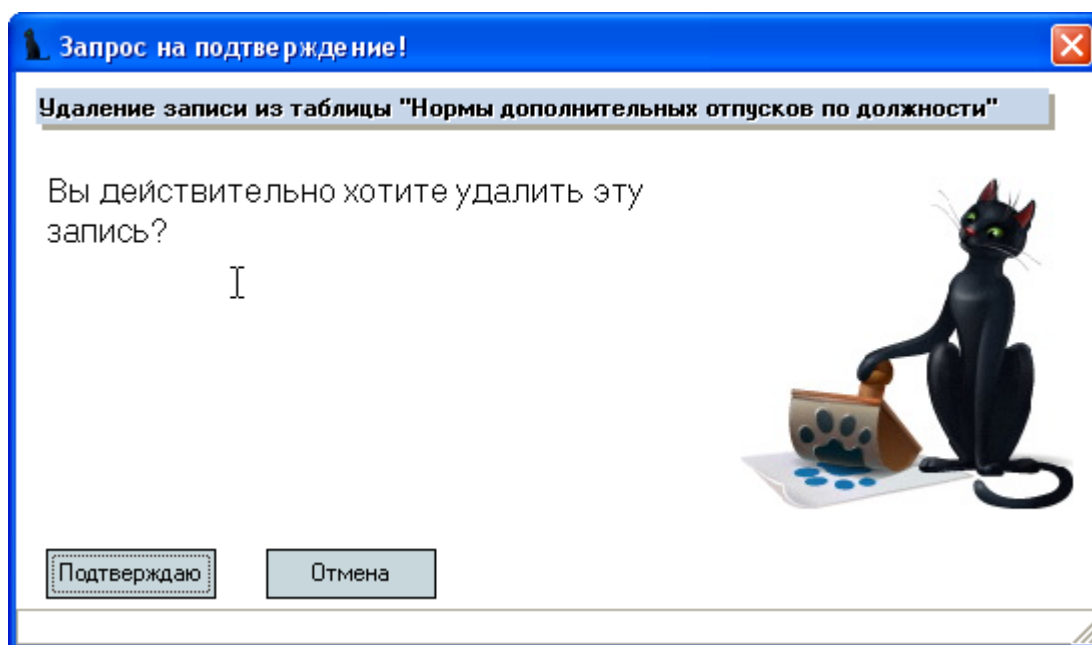 Запрос на подтверждение!
Удаление записи из таблицы "Нормы дополнительных отпусков по должности"
Вы действительно хотите удалить эту
запись?
Подтверждаю
Отмена